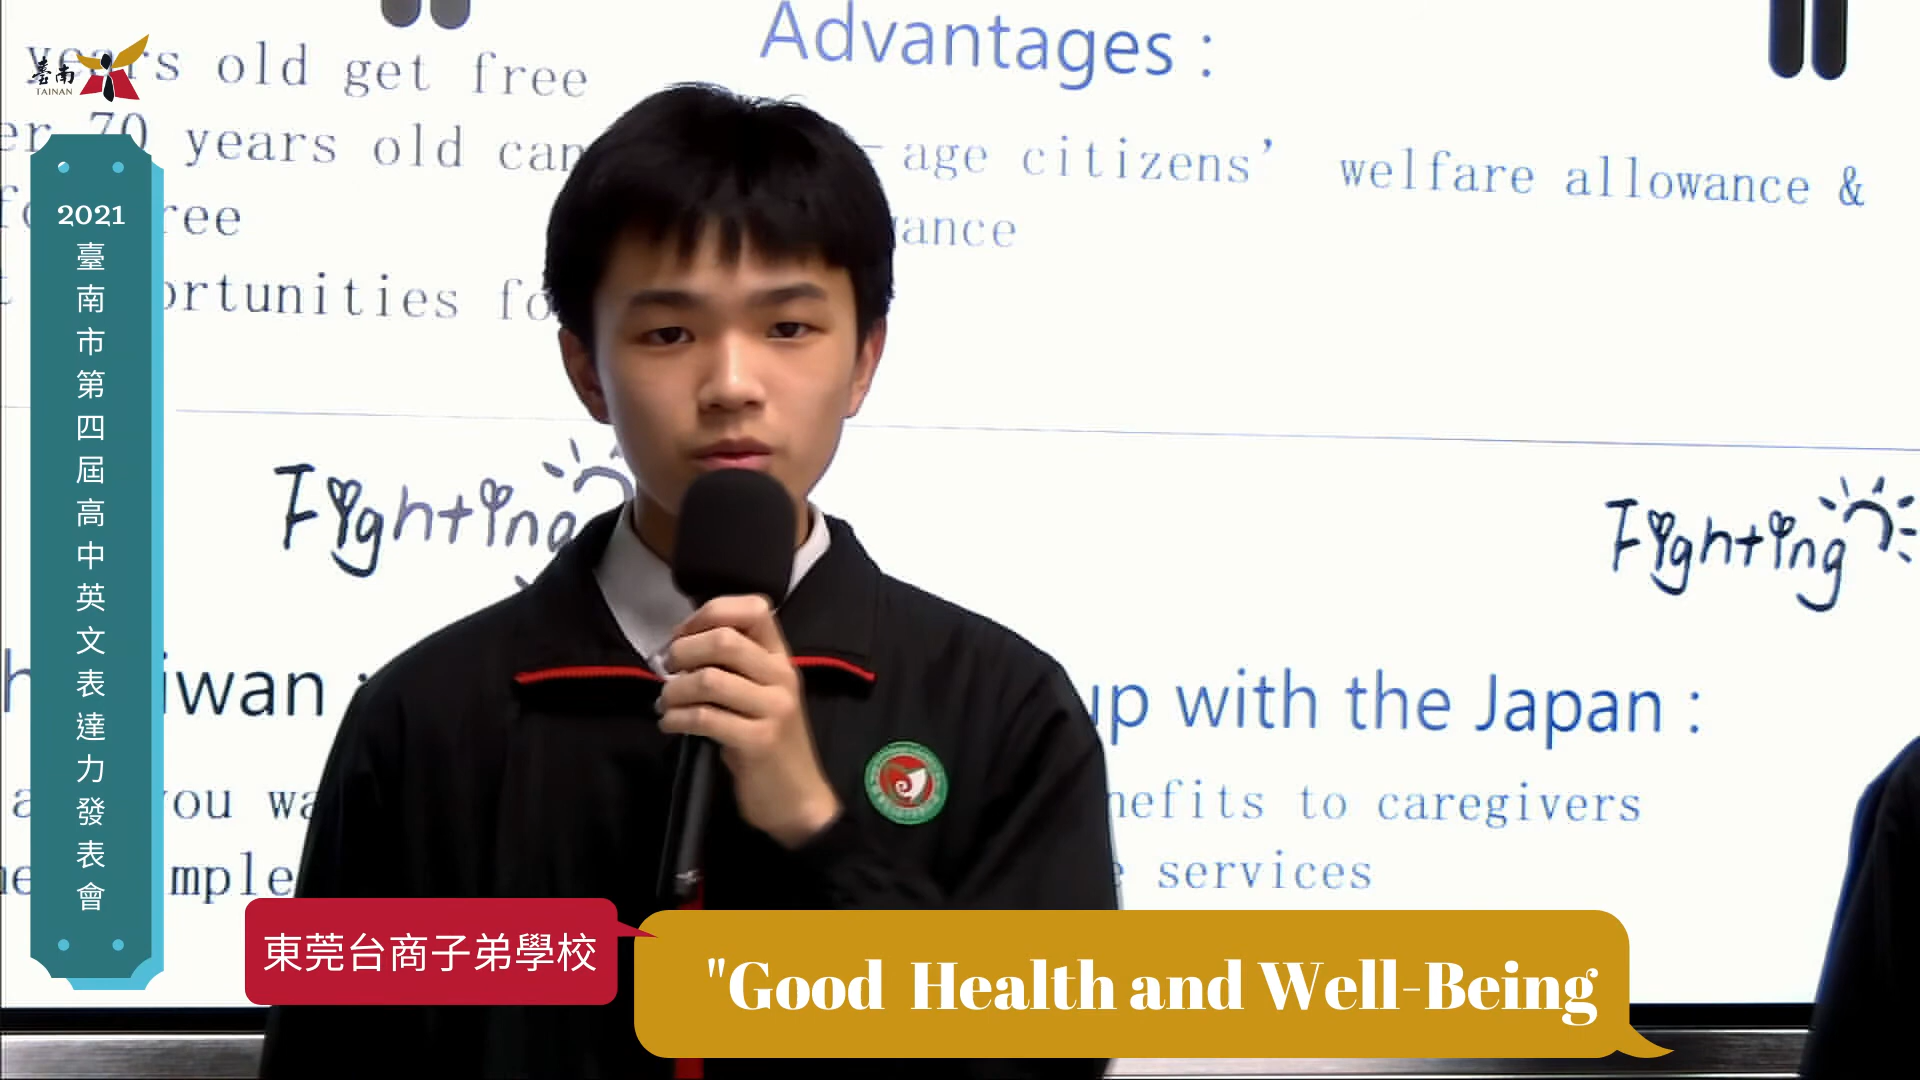 臺南
TAINAN
2021
臺南市第四屆高中英文表達力發表會
years old get free
70 years old can
ree
ortunities fo
Advantages :
age citizens' welfare allowance &
ance
Fighting
Fighting
iwan :
ou wa
mple
up with the Japan :
nefits to caregivers
services
東莞台商子弟學校
"Good Health and Well-Being